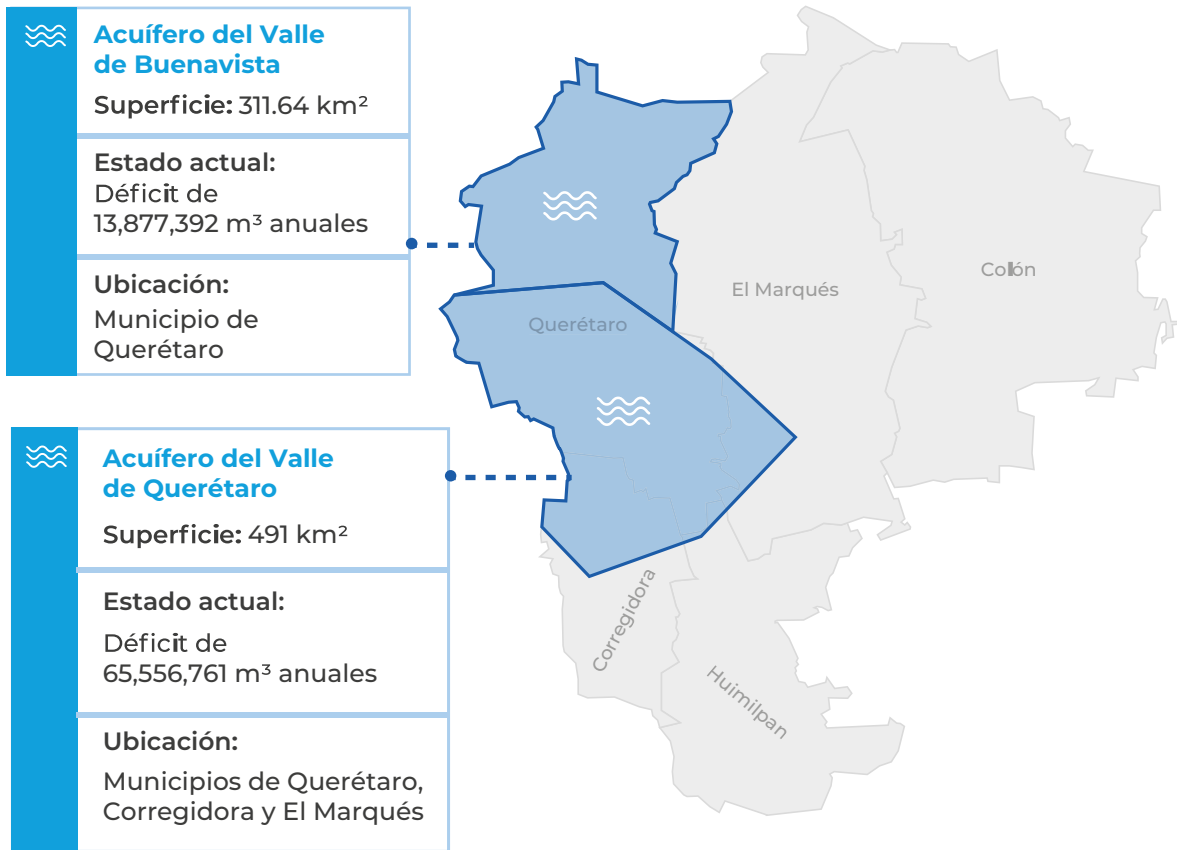 Acuífero del Valle
de Buenavista
Superficie: 311.64 km²
Estado actual:
Déficit de
13,877,392 m³ anuales
Ubicación:
Municipio de
Querétaro
Acuífero del Valle
de Querétaro
Superficie: 491 km²
Estado actual:
Déficit de
65,556,761 m³ anuales
Ubicación:
Municipios de Querétaro,
Corregidora y El Marqués
Querétaro
El Marqués
Colón
Corregidora
Huimilpan